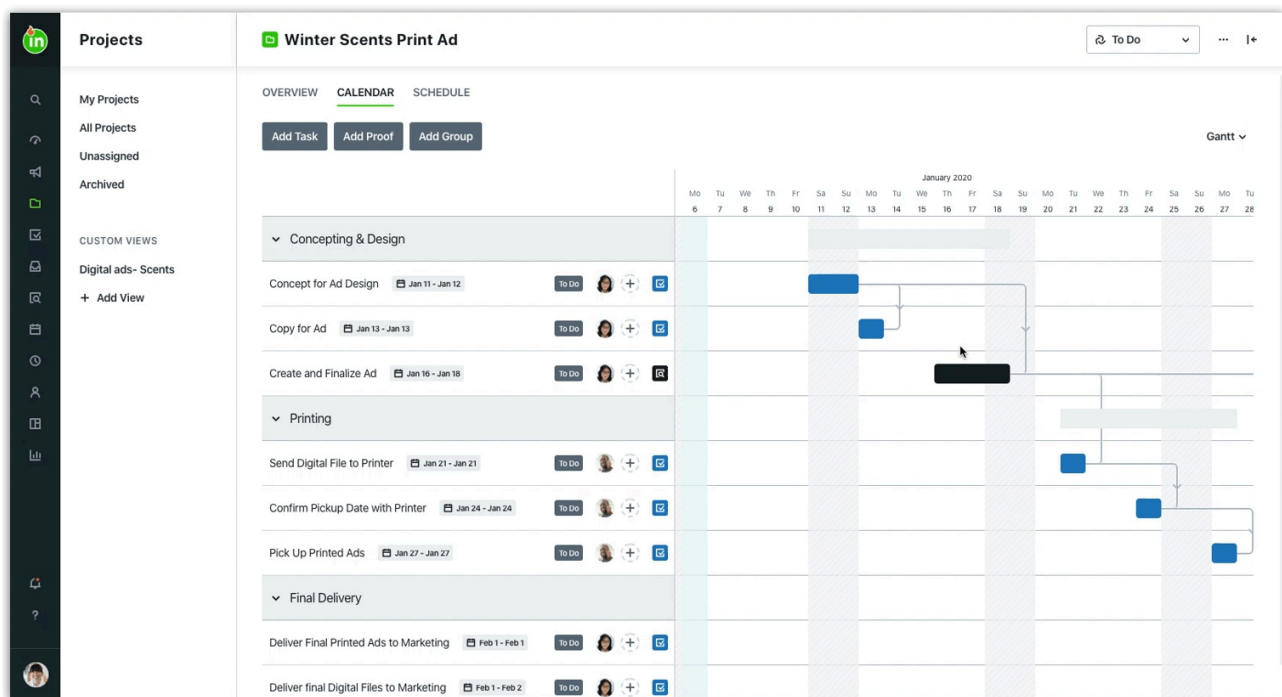 in
Projects
Winter Scents Print Ad
To Do
My Projects
All Projects
Unassigned
Archived
CUSTOM VIEWS
Digital ads- Scents
+ Add View
OVERVIEW CALENDAR SCHEDULE
Add Task Add Proof Add Group
Gantt
January 2020
Mo Tu We Th Fr Sa Su Mo Tu We Th Fr Sa Su Mo Tu We Th Fr Sa Su Mo Tu
6 7 8 9 10 11 12 13 14 15 16 17 18 19 20 21 22 23 24 25 26 27 28
Concepting & Design
Concept for Ad Design Jan 11 - Jan 12 To Do
Copy for Ad Jan 13 - Jan 13 To Do
Create and Finalize Ad Jan 16 - Jan 18 To Do
Printing
Send Digital File to Printer Jan 21 - Jan 21 To Do
Confirm Pickup Date with Printer Jan 24 - Jan 24 To Do
Pick Up Printed Ads Jan 27 - Jan 27 To Do
Final Delivery
Deliver Final Printed Ads to Marketing Feb 1 - Feb 1 To Do
Deliver final Digital Files to Marketing Feb 1 - Feb 2 To Do
?